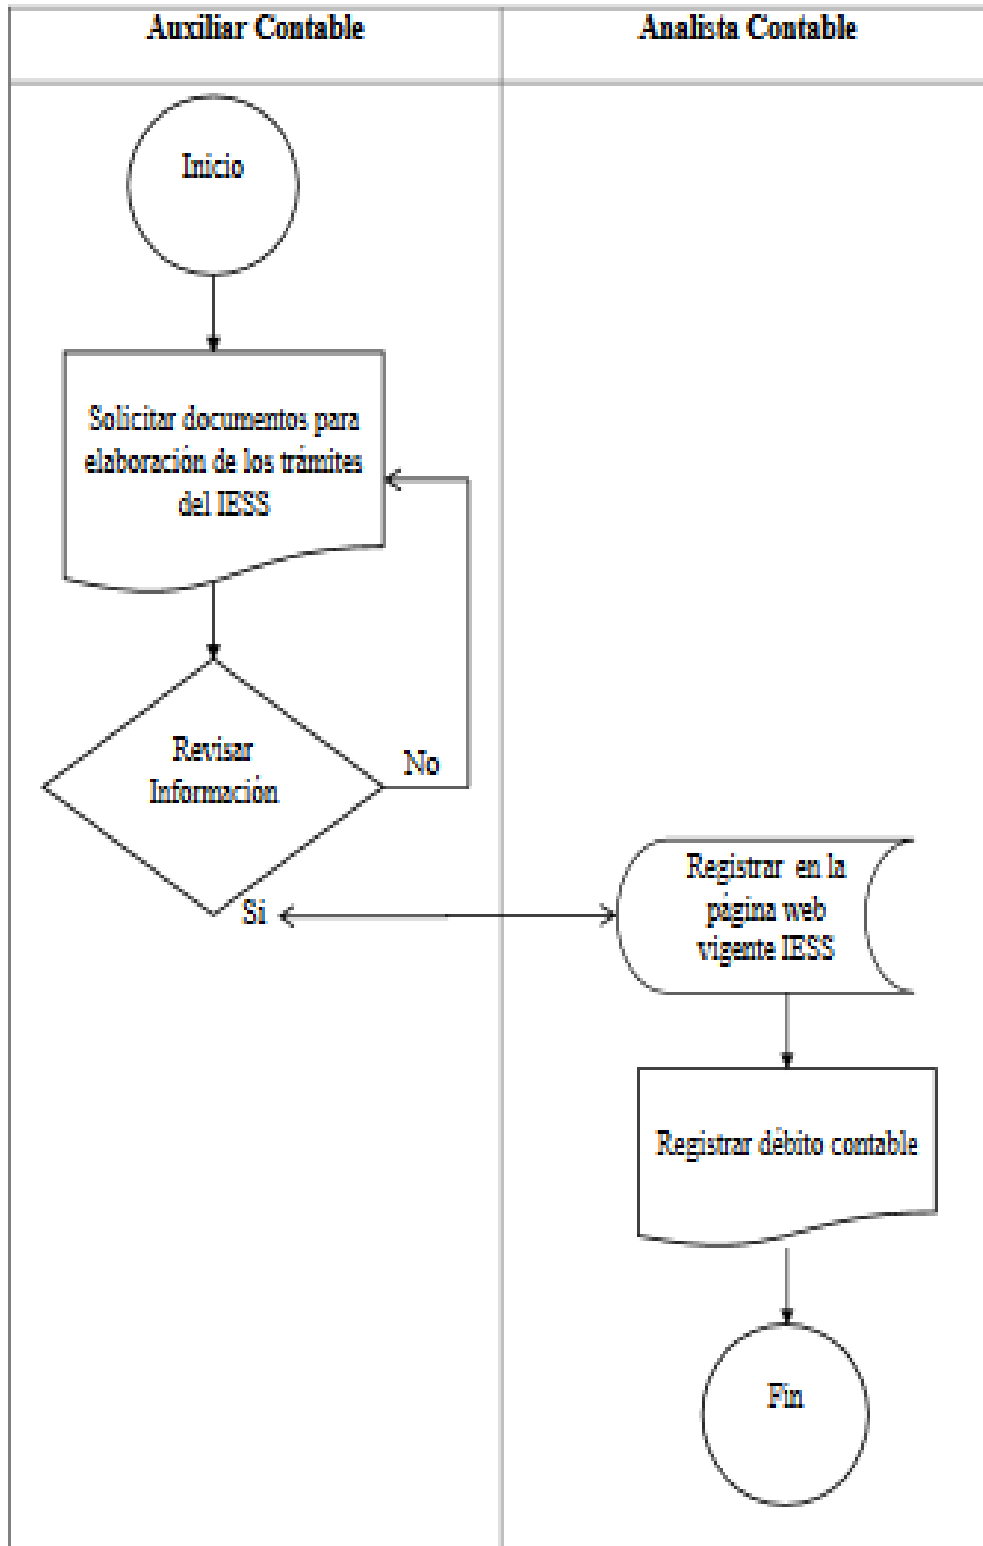 Auxiliar Contable
Analista Contable
Inicio
Solicitar documentos para
elaboración de los trámites
del IESS
Revisar
Información
No
Si
Registrar en la
página web
vigente IESS
Registrar débito contable
Fin